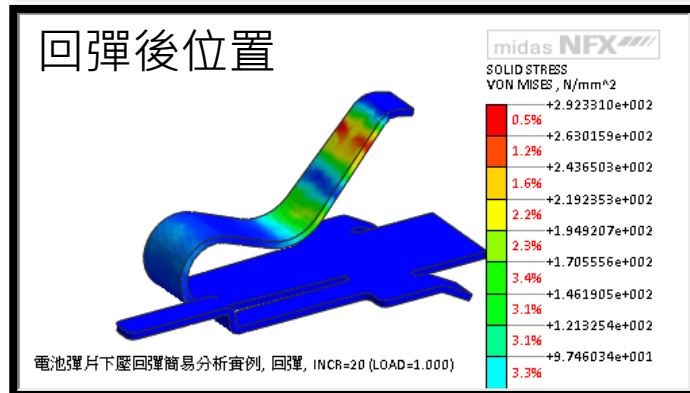 回彈後位置
midas NFX
SOLID STRESS
VON MISES , N/mm^2
+2.923310e+002
0.5%
+2.630159e+002
1.2%
+2.436503e+002
1.6%
+2.192353e+002
2.2%
+1.949207e+002
2.3%
+1.705556e+002
3.4%
+1.461905e+002
3.1%
+1.213254e+002
3.1%
+9.746034e+001
3.3%
電池彈片下壓回彈簡易分析實例, 回彈, INCR=20 (LOAD=1.000)